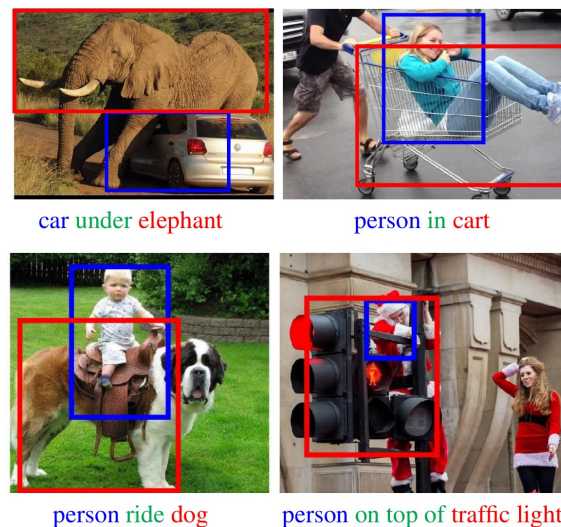 car under elephant
person in cart
person ride dog
person on top of traffic light